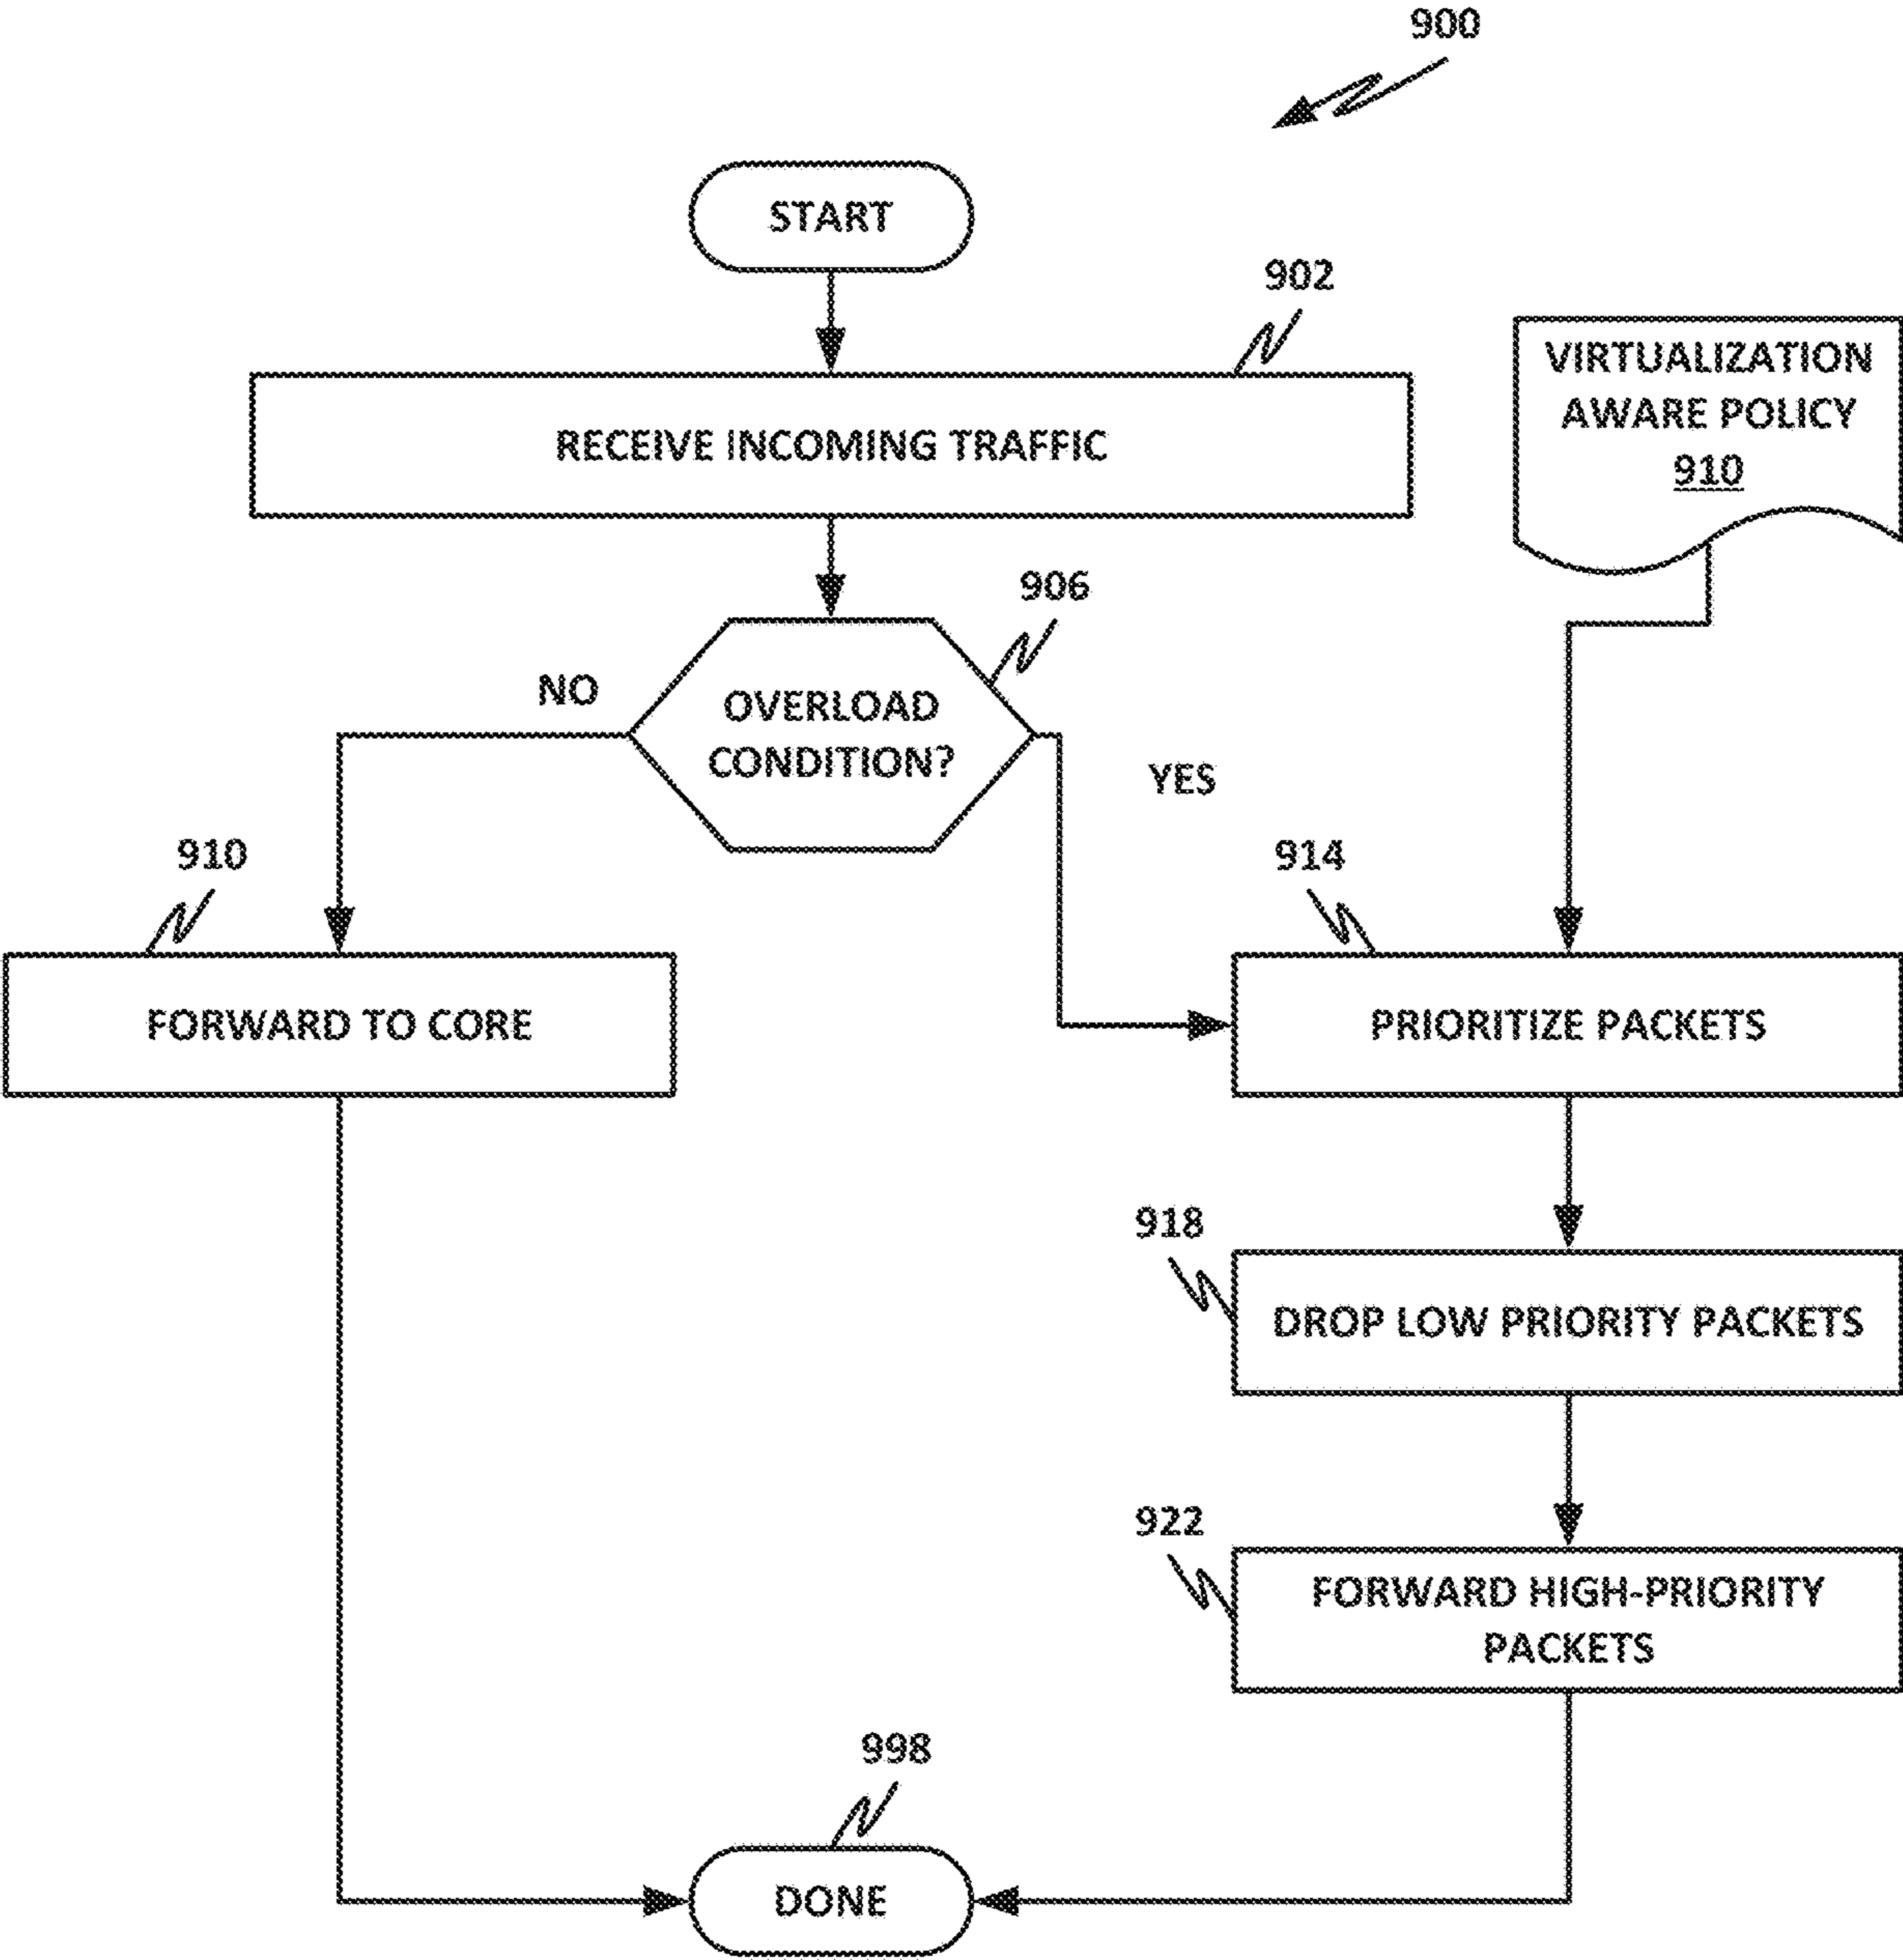 900
START
902
RECEIVE INCOMING TRAFFIC
VIRTUALIZATION
AWARE POLICY
910
906
OVERLOAD
CONDITION?
NO
YES
910
FORWARD TO CORE
914
PRIORITIZE PACKETS
918
DROP LOW PRIORITY PACKETS
922
FORWARD HIGH-PRIORITY
PACKETS
998
DONE